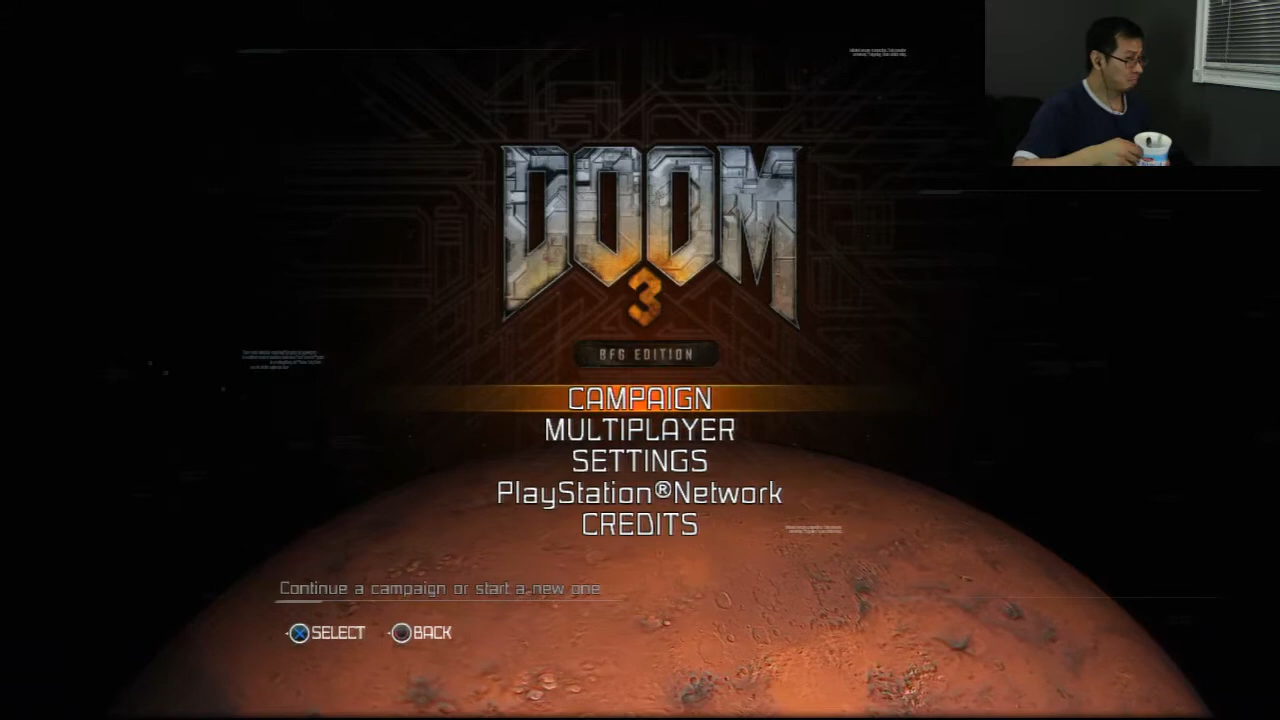 DOOM
3
BFG EDITION
CAMPAIGN
MULTIPLAYER
SETTINGS
PlayStation®Network
CREDITS
Continue a campaign or start a new one
SELECT BACK